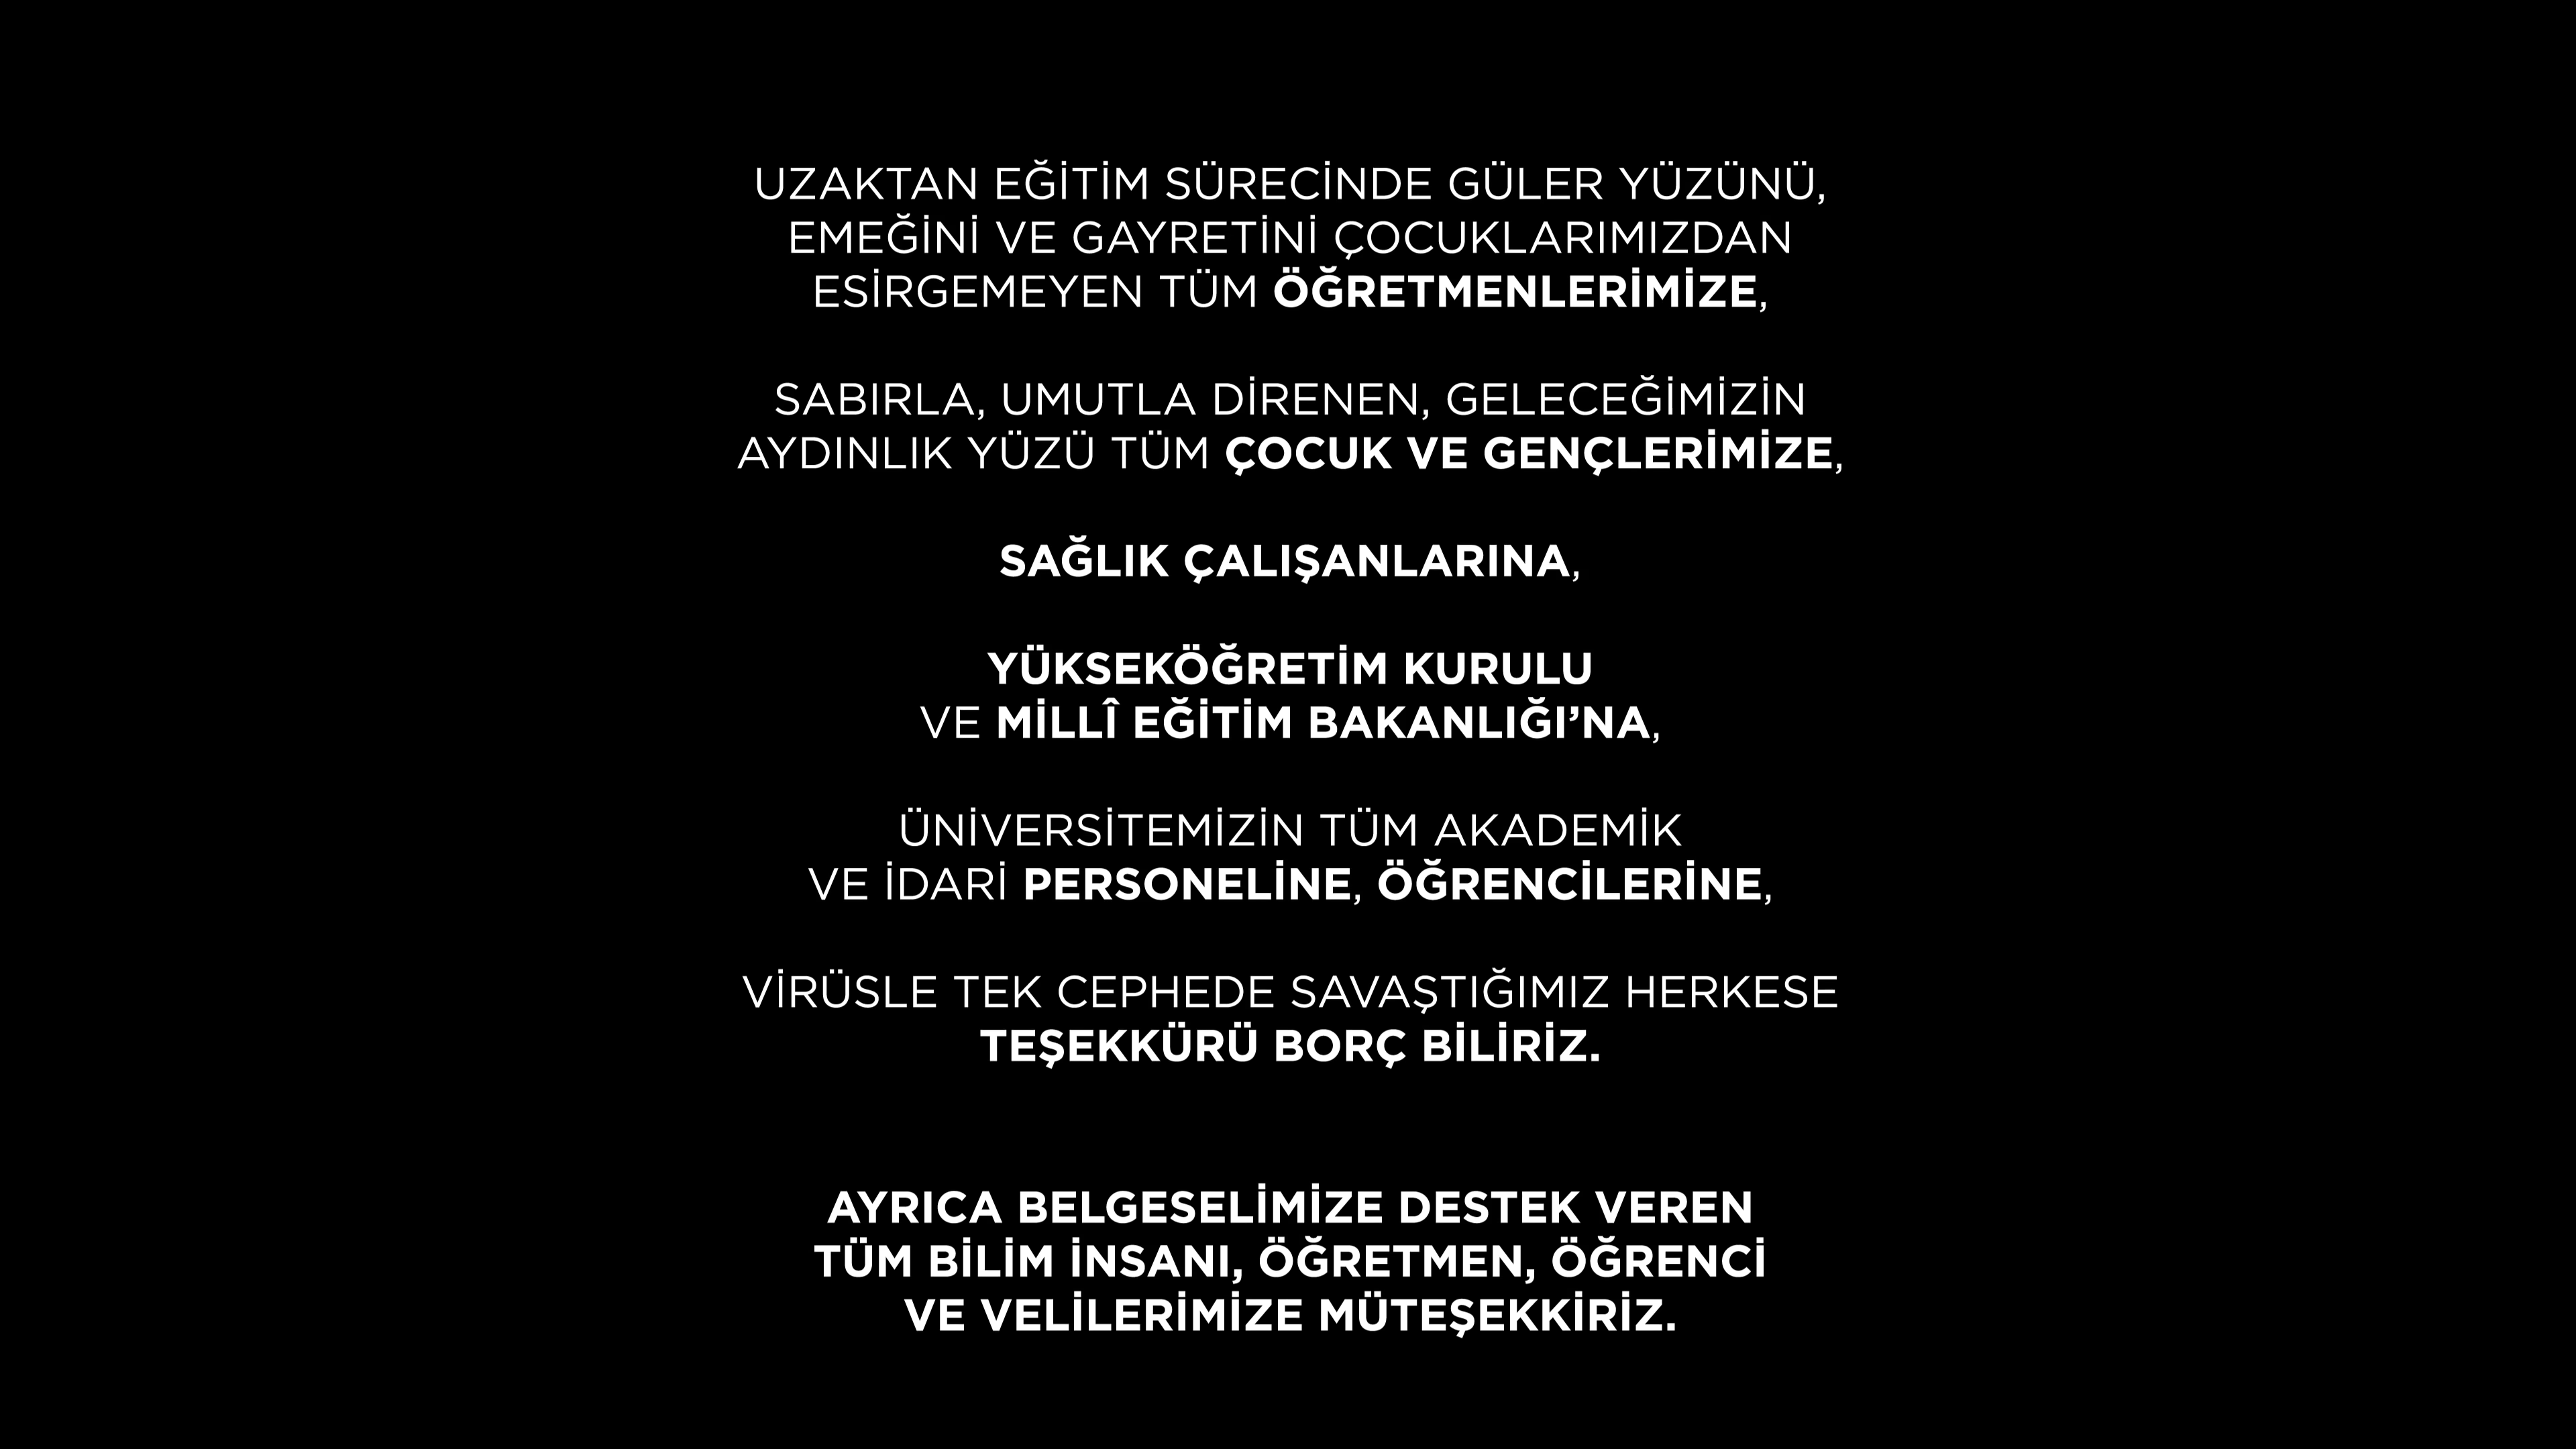 UZAKTAN EĞİTİM SÜRECİNDE GÜLER YÜZÜNÜ,
EMEĞİNİ VE GAYRETİNİ ÇOCUKLARIMIZDAN
ESİRGEMEYEN TÜM ÖĞRETMENLERİMİZE,
SABIRLA, UMUTLA DİRENEN, GELECEĞİMİZİN
AYDINLIK YÜZÜ TÜM ÇOCUK VE GENÇLERİMİZE,
SAĞLIK ÇALIŞANLARINA,
YÜKSEKÖĞRETİM KURULU
VE MİLLÎ EĞİTİM BAKANLIĞI’NA,
ÜNİVERSİTEMİZİN TÜM AKADEMİK
VE İDARİ PERSONELİNE, ÖĞRENCİLERİNE,
VİRÜSLE TEK CEPHEDE SAVAŞTIĞIMIZ HERKESE
TEŞEKKÜRÜ BORÇ BİLİRİZ.
AYRICA BELGESELİMİZE DESTEK VEREN
TÜM BİLİM İNSANI, ÖĞRETMEN, ÖĞRENCİ
VE VELİLERİMİZE MÜTEŞEKKİRİZ.